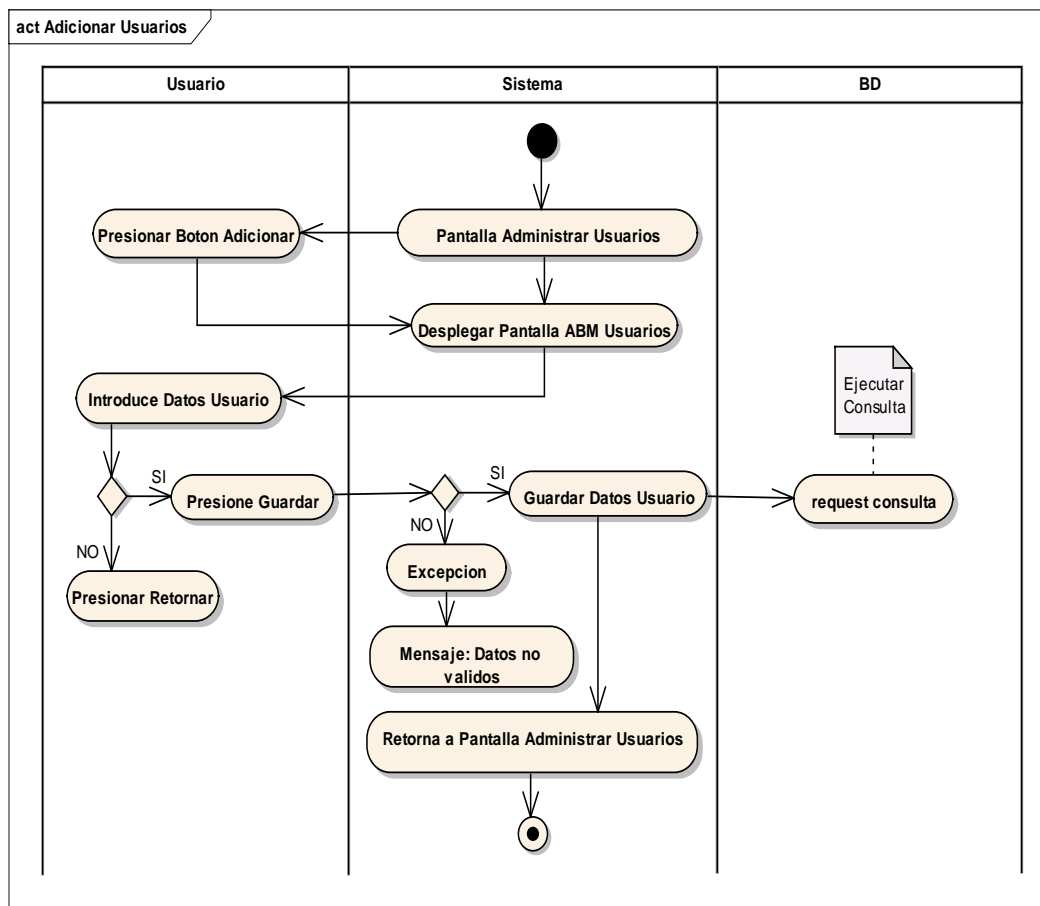 act Adicionar Usuarios
Usuario
Sistema
BD
Presionar Boton Adicionar
Pantalla Administrar Usuarios
Desplegar Pantalla ABM Usuarios
Introduce Datos Usuario
Ejecutar
Consulta
SI
Presione Guardar
SI
Guardar Datos Usuario
request consulta
NO
NO
Excepcion
Presionar Retornar
Mensaje: Datos no
validos
Retorna a Pantalla Administrar Usuarios